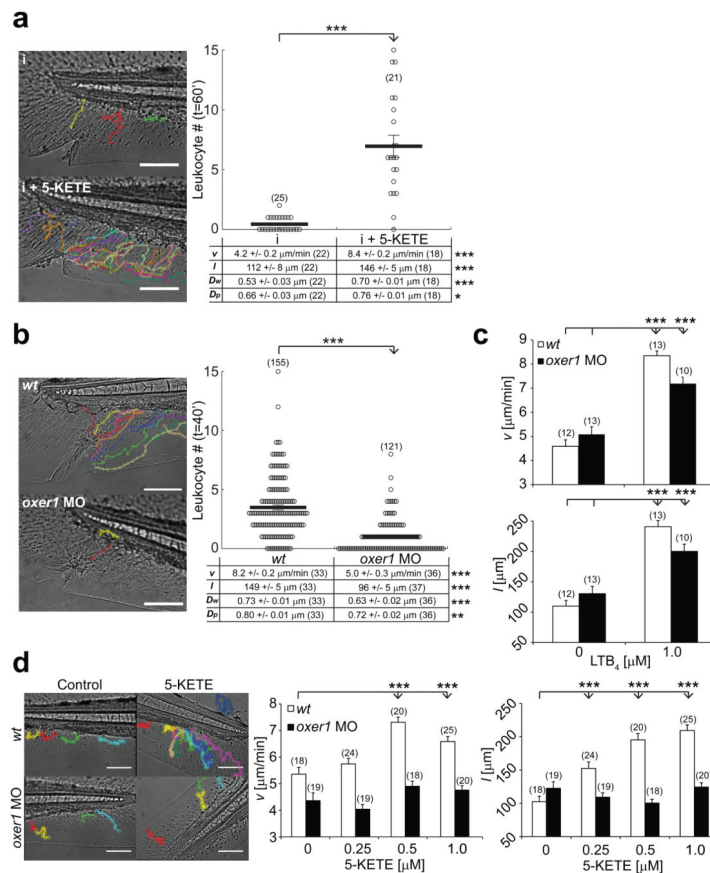 a
i
i + 5-KETE
***
Leukocyte # (t=60')
15
10
5
0
(25)
(21)
i
i + 5-KETE
v 4.2 +/- 0.2 µm/min (22) 8.4 +/- 0.2 µm/min (18) ***
l 112 +/- 8 µm (22) 146 +/- 5 µm (18) ***
Dw 0.53 +/- 0.03 µm (22) 0.70 +/- 0.01 µm (18) ***
Dp 0.66 +/- 0.03 µm (22) 0.76 +/- 0.01 µm (18) *
b
wt
oxer1 MO
***
Leukocyte # (t=40')
15
10
5
0
(155)
(121)
wt
oxer1 MO
v 8.2 +/- 0.2 µm/min (33) 5.0 +/- 0.3 µm/min (36) ***
l 149 +/- 5 µm (33) 96 +/- 5 µm (37) ***
Dw 0.73 +/- 0.01 µm (33) 0.63 +/- 0.02 µm (36) ***
Dp 0.80 +/- 0.01 µm (33) 0.72 +/- 0.02 µm (36) **
c
*** ***
wt
oxer1 MO
v [µm/min]
9
8
7
6
5
4
3
(12) (13) (13) (10)
*** ***
l [µm]
250
200
150
100
50
(12) (13) (13) (10)
0 1.0
LTB4 [µM]
d
Control 5-KETE
wt
oxer1 MO
*** ***
wt
oxer1 MO
v [µm/min]
8
7
6
5
4
3
(18) (19) (24) (19) (20) (18) (25) (20)
0 0.25 0.5 1.0
5-KETE [µM]
*** *** ***
l [µm]
250
200
150
100
50
(18) (19) (24) (19) (20) (18) (25) (20)
0 0.25 0.5 1.0
5-KETE [µM]